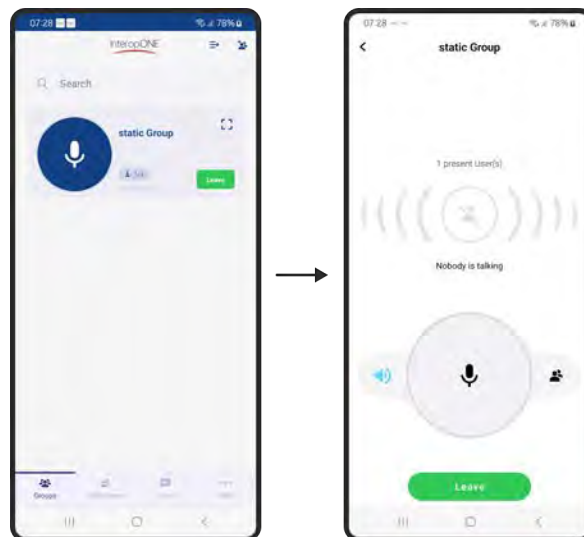 07:28
78%
InteropONE
Search
static Group
Leave
Groups
07:28
78%
static Group
1 present User(s)
Nobody is talking
Leave